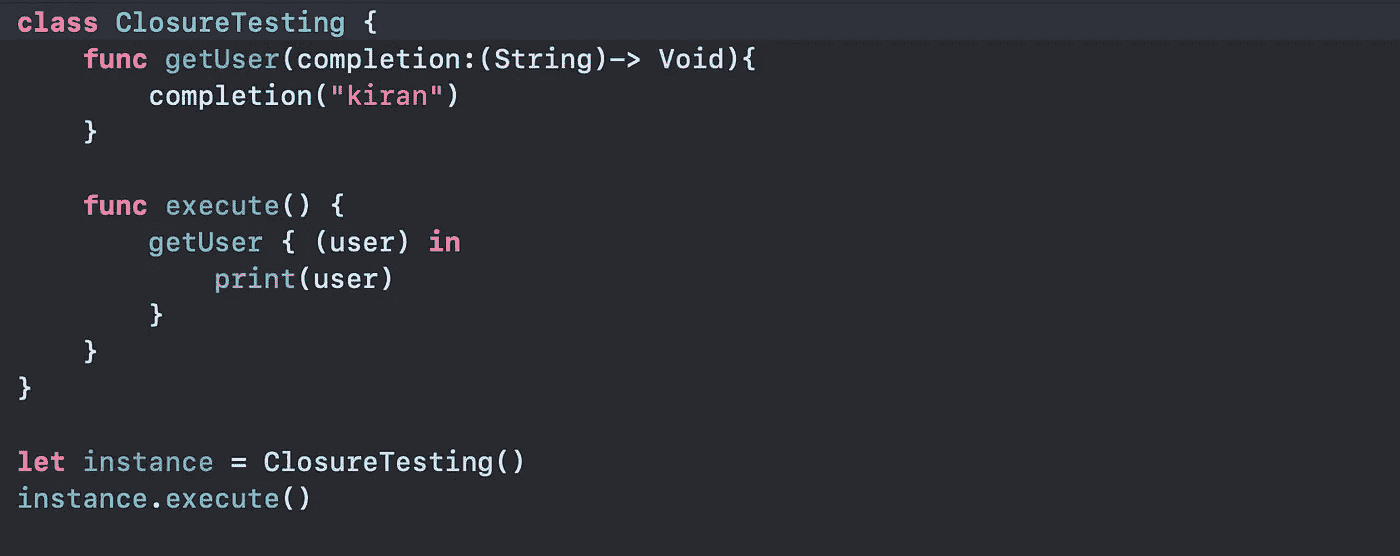 class ClosureTesting {
    func getUser(completion:(String)-> Void){
        completion("kiran")
    }

    func execute() {
        getUser { (user) in
            print(user)
        }
    }
}

let instance = ClosureTesting()
instance.execute()